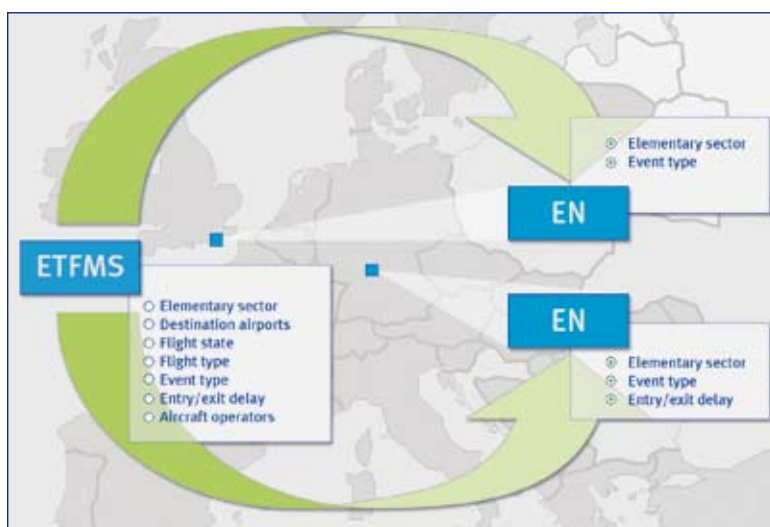 Elementary sector
Event type
EN
ETFMS
Elementary sector
Destination airports
Flight state
Flight type
Event type
Entry/exit delay
Aircraft operators
EN
Elementary sector
Event type
Entry/exit delay